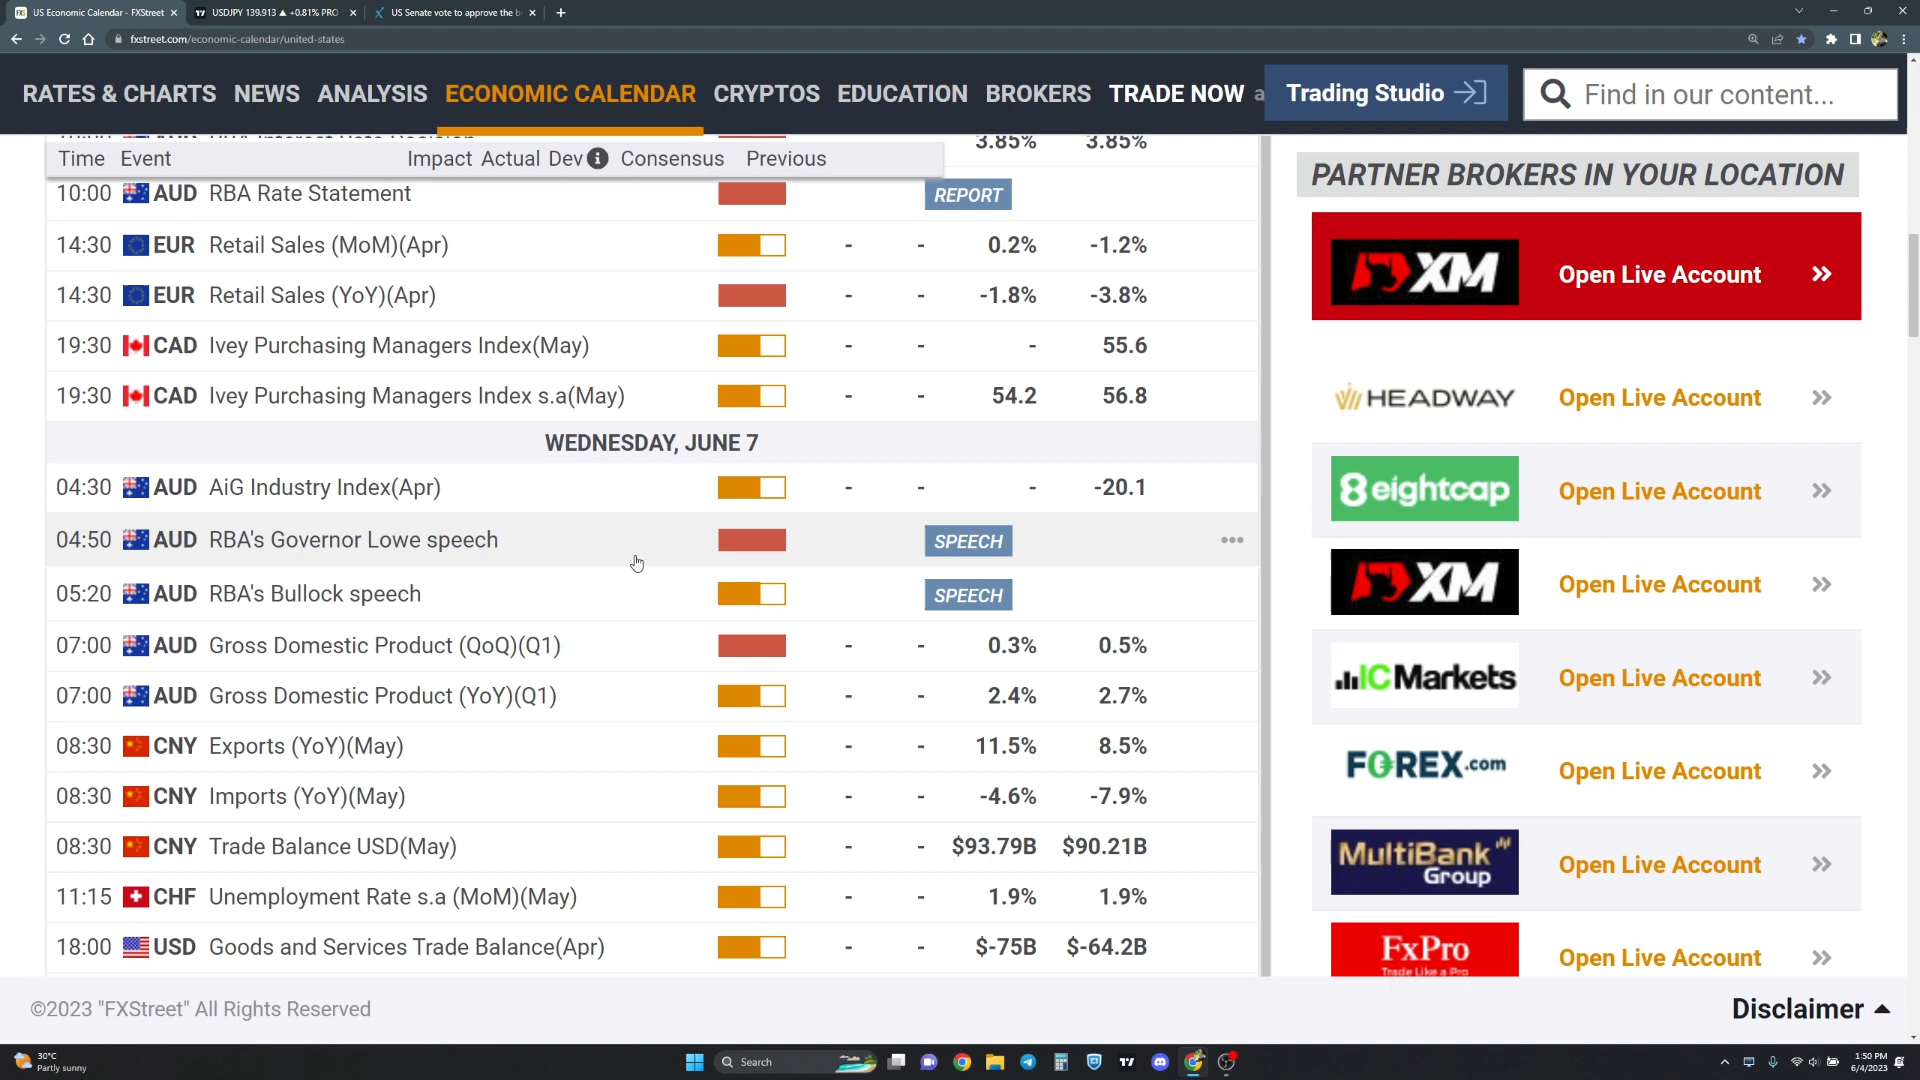 US Economic Calendar - FXStreet
USDJPY 139.913 ▲ +0.81% PRO
US Senate vote to approve the
fxstreet.com/economic-calendar/united-states
RATES & CHARTS NEWS ANALYSIS ECONOMIC CALENDAR CRYPTOS EDUCATION BROKERS TRADE NOW Trading Studio Find in our content...
3.85% 3.85%
Time Event Impact Actual Dev Consensus Previous
10:00 AUD RBA Rate Statement REPORT
14:30 EUR Retail Sales (MoM)(Apr) - - 0.2% -1.2%
14:30 EUR Retail Sales (YoY)(Apr) - - -1.8% -3.8%
19:30 CAD Ivey Purchasing Managers Index(May) - - - 55.6
19:30 CAD Ivey Purchasing Managers Index s.a(May) - - 54.2 56.8
WEDNESDAY, JUNE 7
04:30 AUD AiG Industry Index(Apr) - - - -20.1
04:50 AUD RBA's Governor Lowe speech SPEECH
05:20 AUD RBA's Bullock speech SPEECH
07:00 AUD Gross Domestic Product (QoQ)(Q1) - - 0.3% 0.5%
07:00 AUD Gross Domestic Product (YoY)(Q1) - - 2.4% 2.7%
08:30 CNY Exports (YoY)(May) - - 11.5% 8.5%
08:30 CNY Imports (YoY)(May) - - -4.6% -7.9%
08:30 CNY Trade Balance USD(May) - - $93.79B $90.21B
11:15 CHF Unemployment Rate s.a (MoM)(May) - - 1.9% 1.9%
18:00 USD Goods and Services Trade Balance(Apr) - - $-75B $-64.2B
PARTNER BROKERS IN YOUR LOCATION
XM Open Live Account
HEADWAY Open Live Account
8eightcap Open Live Account
XM Open Live Account
ICMarkets Open Live Account
FOREX.com Open Live Account
MultiBank Group Open Live Account
FxPro Open Live Account
Trade Like a Pro
©2023 "FXStreet" All Rights Reserved
Disclaimer
30°C
Partly sunny
Search
1:50 PM
6/4/2023